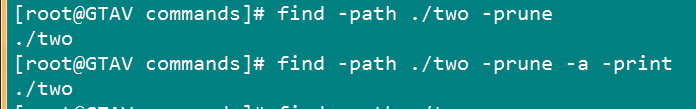 [root@GTAV commands]# find -path ./two -prune
./two
[root@GTAV commands]# find -path ./two -prune -a -print
./two